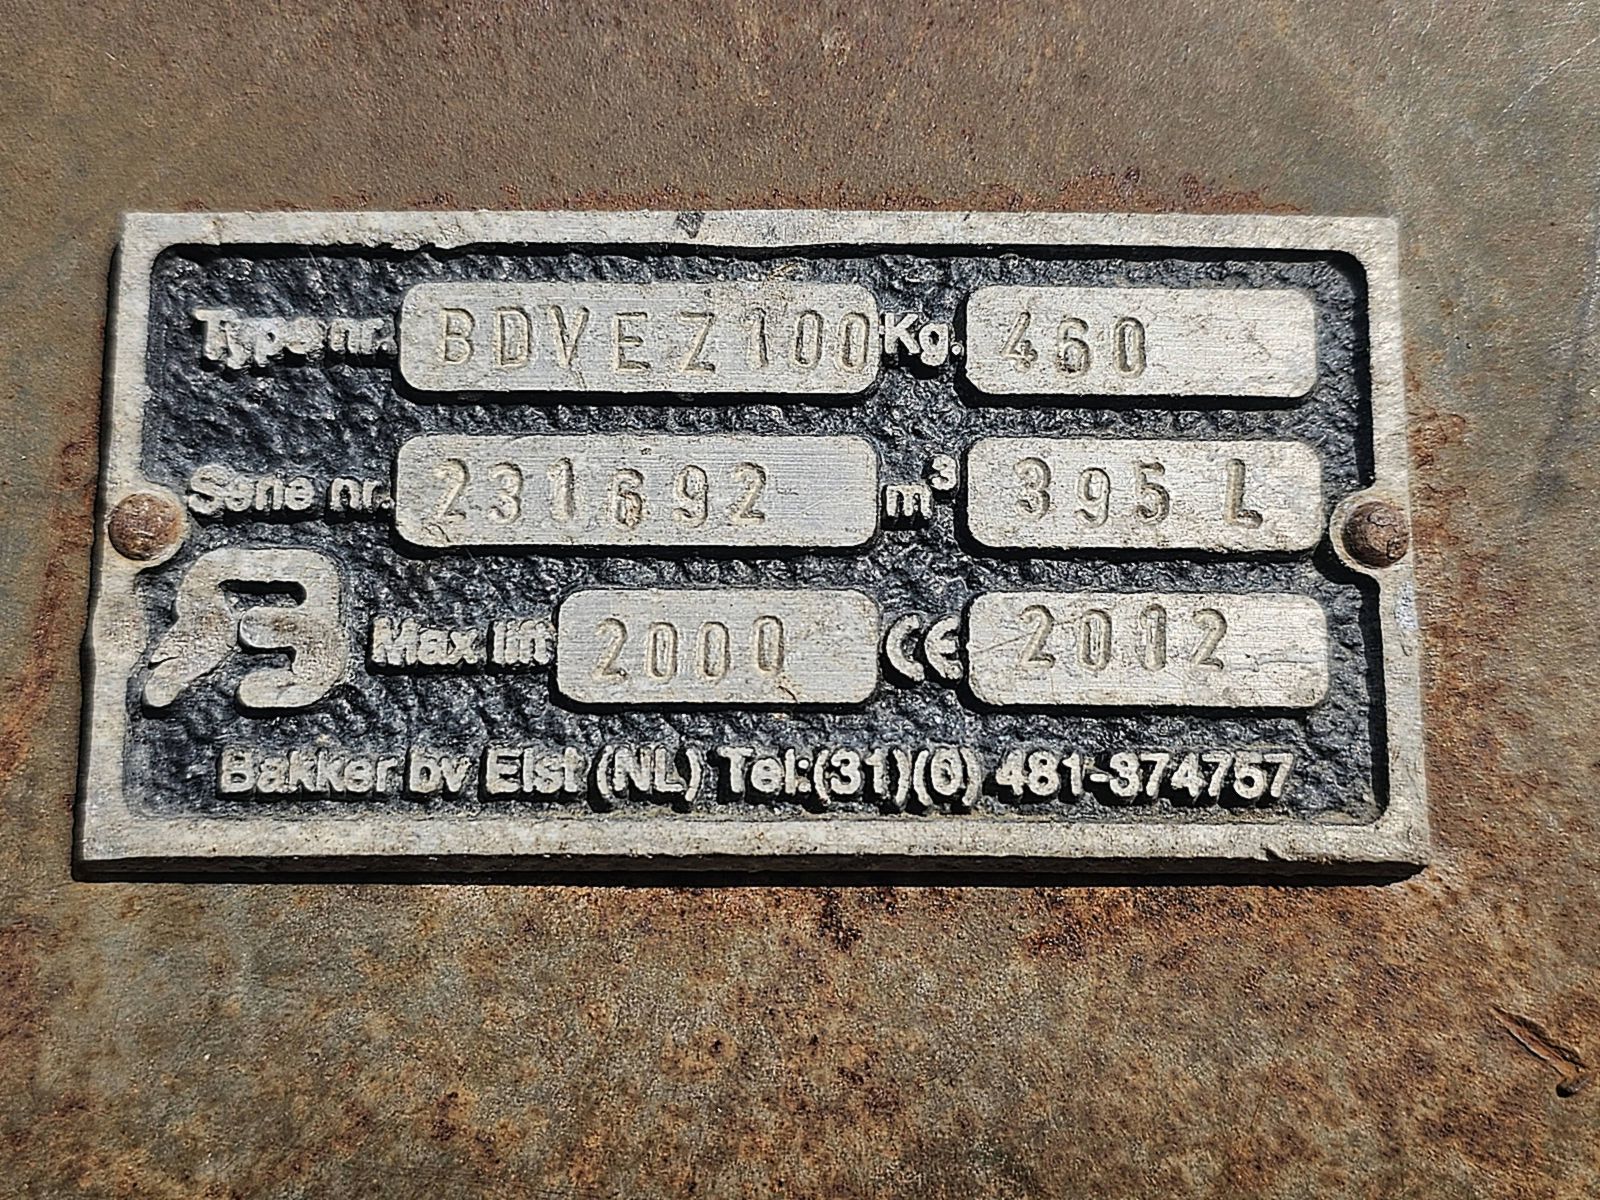 Type nr. BDVEZ100 Kg. 460
Serie nr. 231692 m³ 395 L
Max lift 2000 CE 2012
Bakker bv Elst (NL) Tel:(31)(0) 481-374757